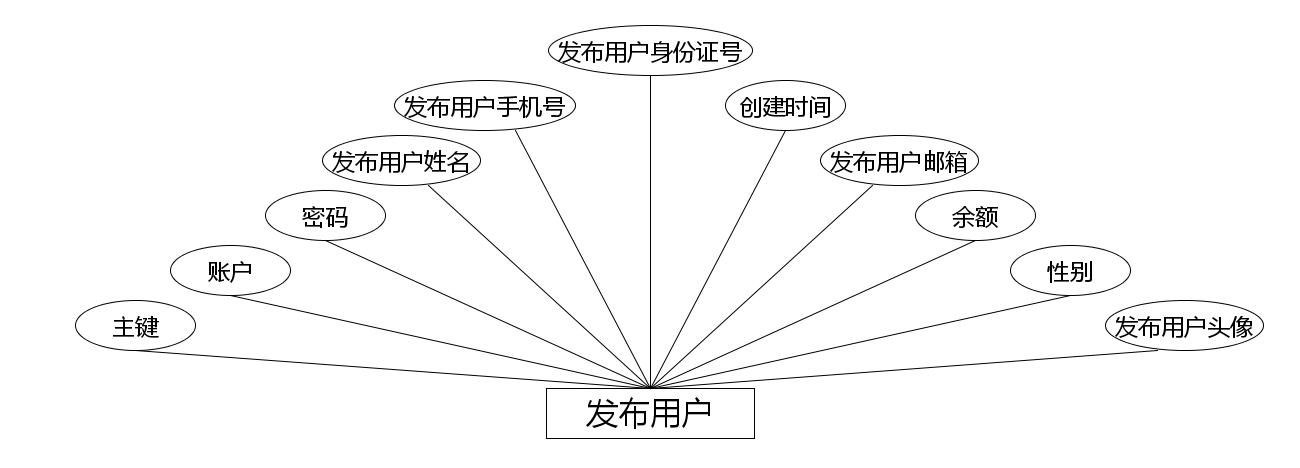 发布用户身份证号
发布用户手机号
创建时间
发布用户姓名
发布用户邮箱
密码
余额
账户
性别
主键
发布用户头像
发布用户